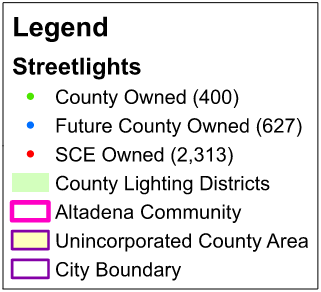 Legend
Streetlights
County Owned (400)
Future County Owned (627)
SCE Owned (2,313)
County Lighting Districts
Altadena Community
Unincorporated County Area
City Boundary